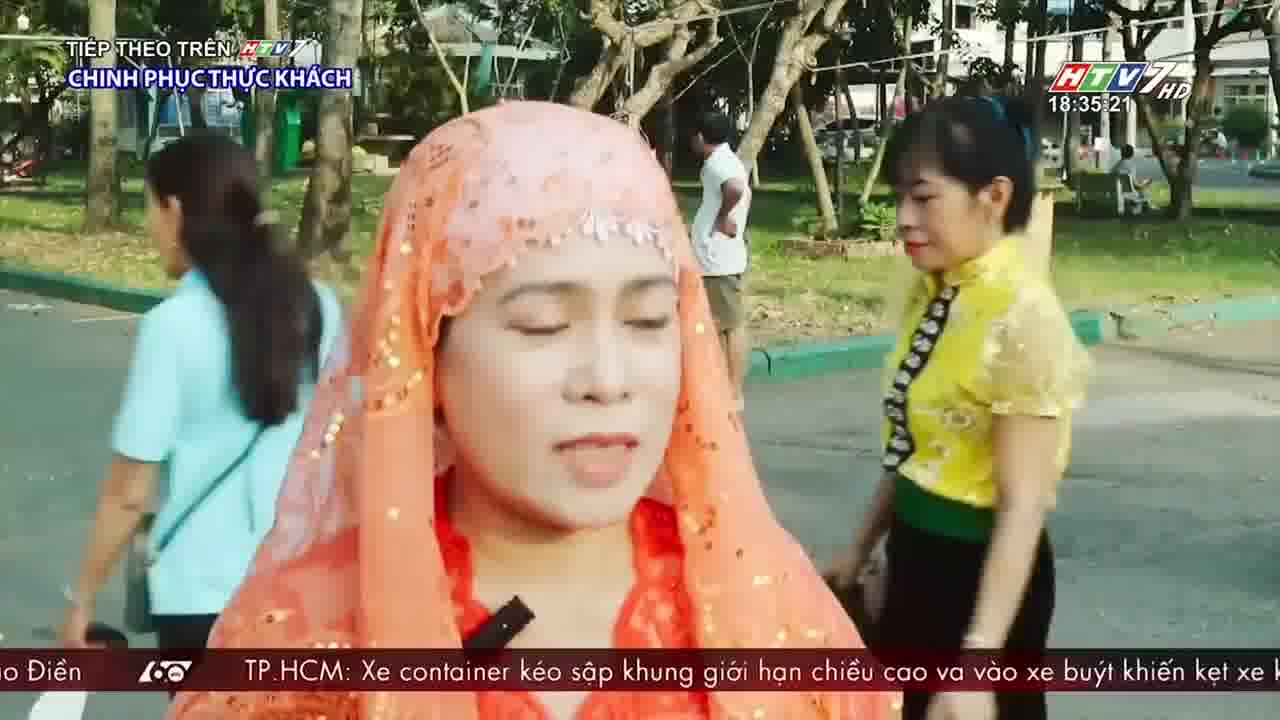 TIẾP THEO TRÊN HTV7
CHINH PHỤC THỰC KHÁCH
HTV7 HD
18:35:21
Điền
60 TP.HCM: Xe container kéo sập khung giới hạn chiều cao va vào xe buýt khiến kẹt xe